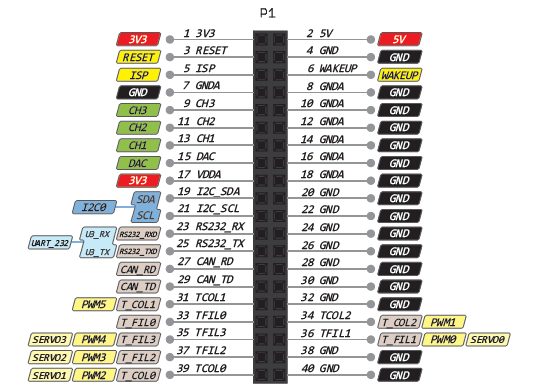 P1
3V3 1 3V3 2 5V 5V
RESET 3 RESET 4 GND GND
ISP 5 ISP 6 WAKEUP WAKEUP
GND 7 GNDA 8 GNDA GND
CH3 9 CH3 10 GNDA GND
CH2 11 CH2 12 GNDA GND
CH1 13 CH1 14 GNDA GND
DAC 15 DAC 16 GNDA GND
3V3 17 VDDA 18 GNDA GND
I2C0 SDA 19 I2C_SDA 20 GND GND
SCL 21 I2C_SCL 22 GND GND
UART_232 U3_RX RS232_RXD 23 RS232_RX 24 GND GND
U3_TX RS232_TXD 25 RS232_TX 26 GND GND
CAN_RD 27 CAN_RD 28 GND GND
CAN_TD 29 CAN_TD 30 GND GND
PWM5 T_COL1 31 TCOL1 32 GND GND
T_FIL0 33 TFIL0 34 TCOL2 T_COL2 PWM1
SERVO3 PWM4 T_FIL3 35 TFIL3 36 TFIL1 T_FIL1 PWM0 SERVO0
SERVO2 PWM3 T_FIL2 37 TFIL2 38 GND GND
SERVO1 PWM2 T_COL0 39 TCOL0 40 GND GND